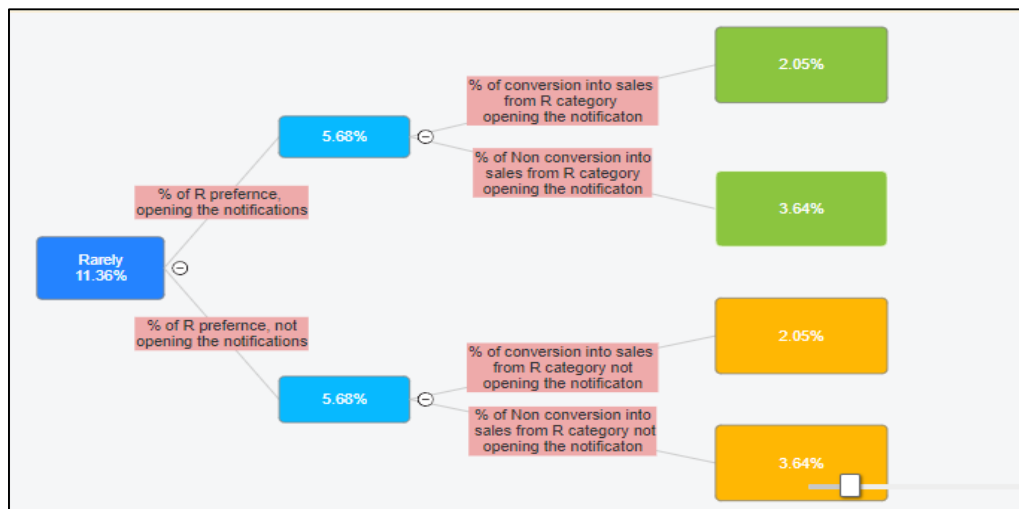 2.05%
% of conversion into sales
from R category
opening the notificaton
5.68%
% of Non conversion into
sales from R category
opening the notificaton
3.64%
% of R prefernce,
opening the notifications
Rarely
11.36%
% of R prefernce, not
opening the notifications
2.05%
% of conversion into sales
from R category not
opening the notificaton
5.68%
% of Non conversion into
sales from R category not
opening the notificaton
3.64%